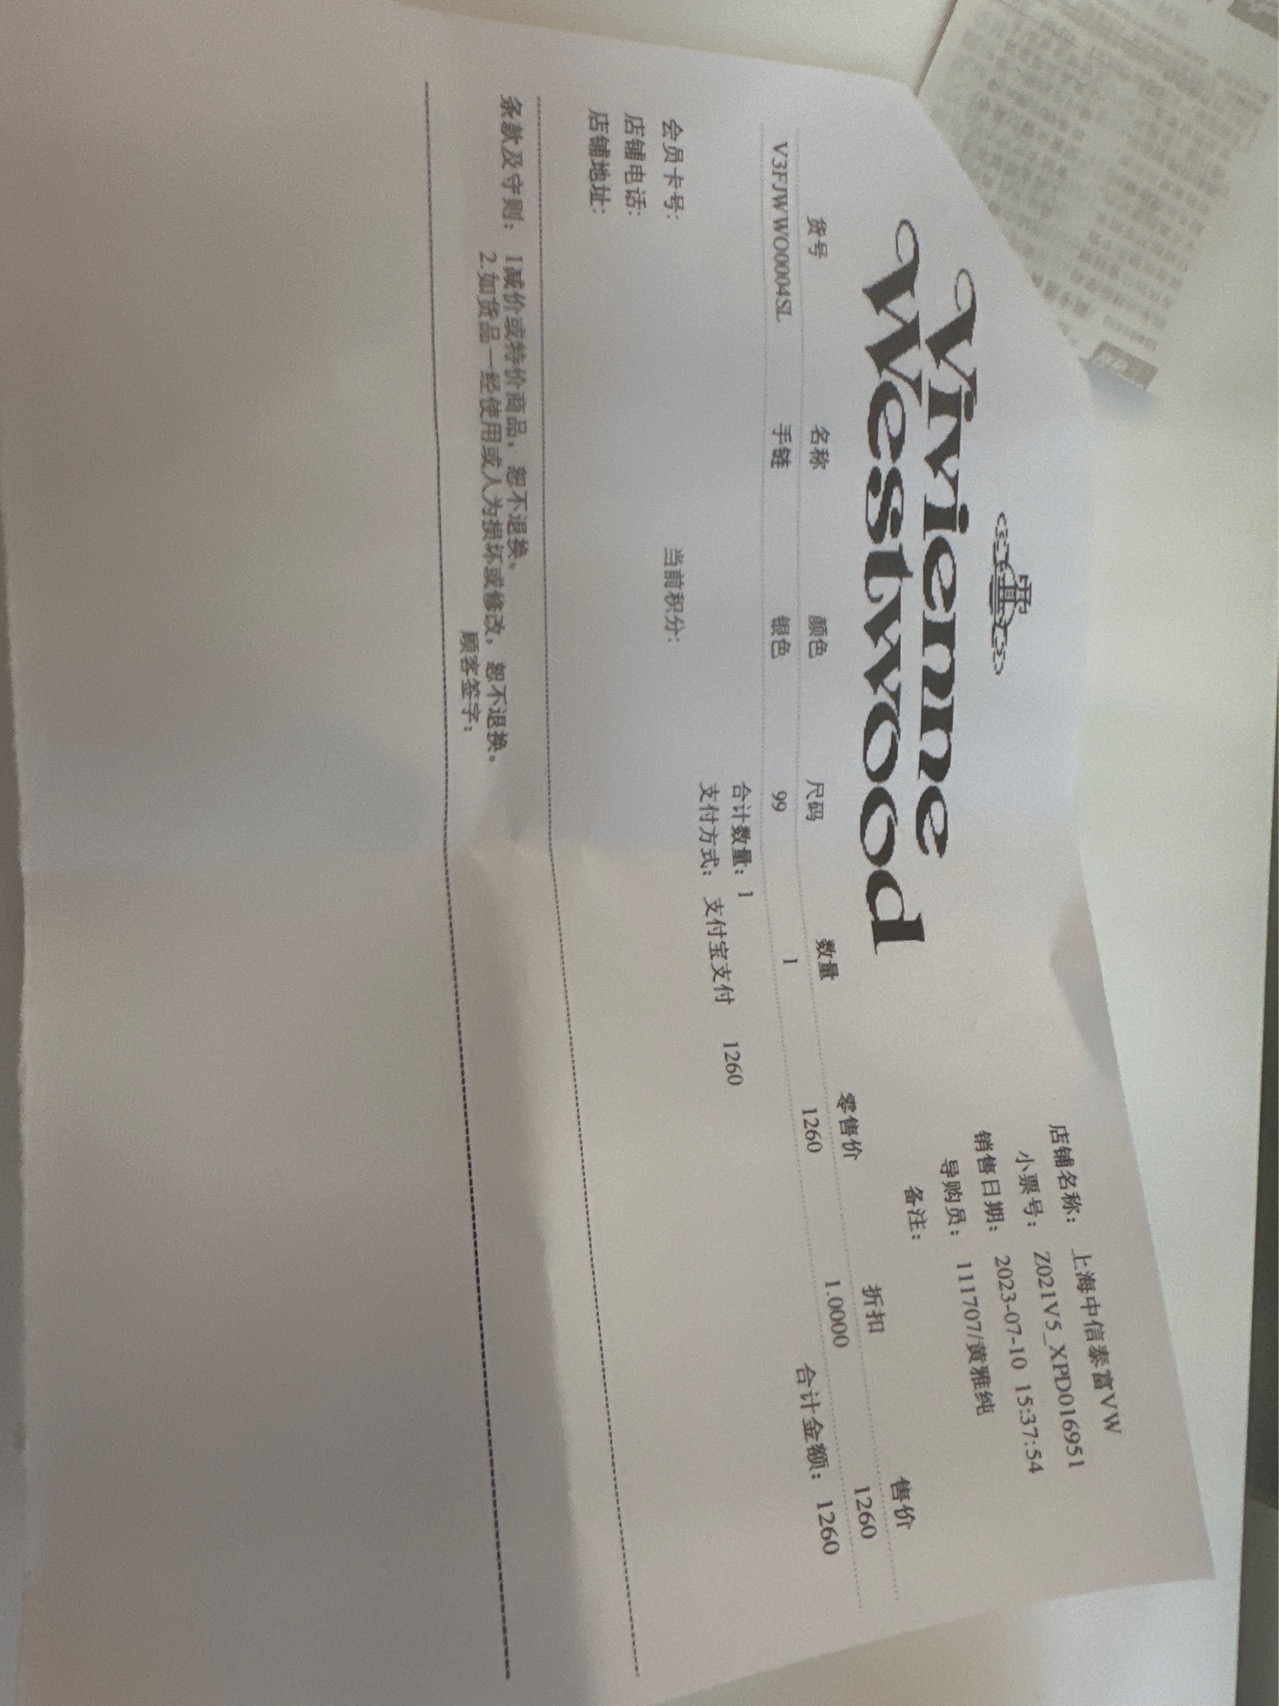 Vivienne
Westwood
店铺名称: 上海中信泰富VW
小票号: Z021V5_XPD016951
销售日期: 2023-07-10 15:37:54
导购员: 111707/黄雅纯
备注:
货号 名称 颜色 尺码 数量 零售价 折扣 售价
V3FJWWO0004SL 手链 银色 99 1 1260 1.0000 1260
合计数量: 1 合计金额: 1260
支付方式: 支付宝支付 1260
会员卡号: 当前积分:
店铺电话:
店铺地址:
条款及守则: 1减价或特价商品，恕不退换。
2.如货品一经使用或人为损坏或修改，恕不退换。
顾客签字: